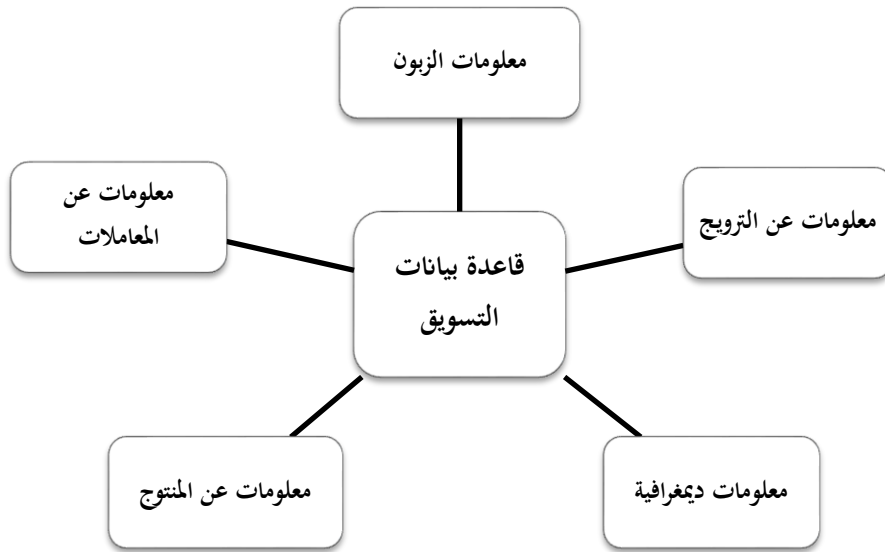 معلومات الزبون
معلومات عن الترويج
معلومات عن
المعاملات
قاعدة بيانات
التسويق
معلومات ديمغرافية
معلومات عن المنتوج